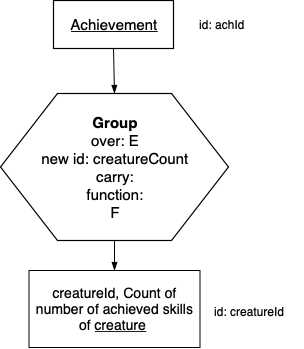 Achievement
id: achId
Group
over: E
new id: creatureCount
carry:
function:
F
creatureId, Count of
number of achieved skills
of creature
id: creatureId